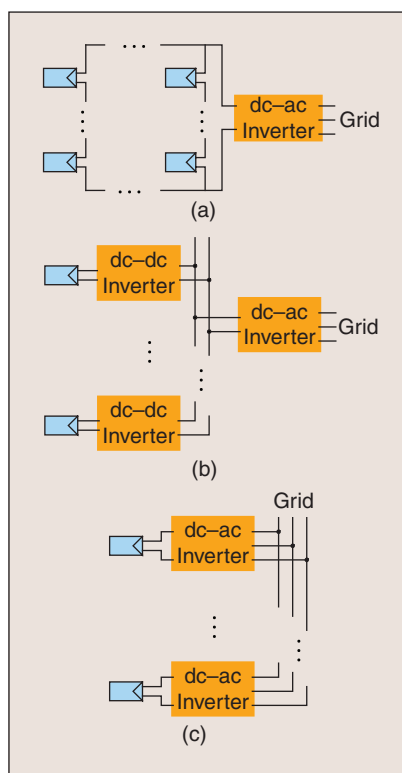 dc–ac
Inverter
Grid
(a)
dc–dc
Inverter
dc–ac
Inverter
Grid
dc–dc
Inverter
(b)
Grid
dc–ac
Inverter
dc–ac
Inverter
(c)